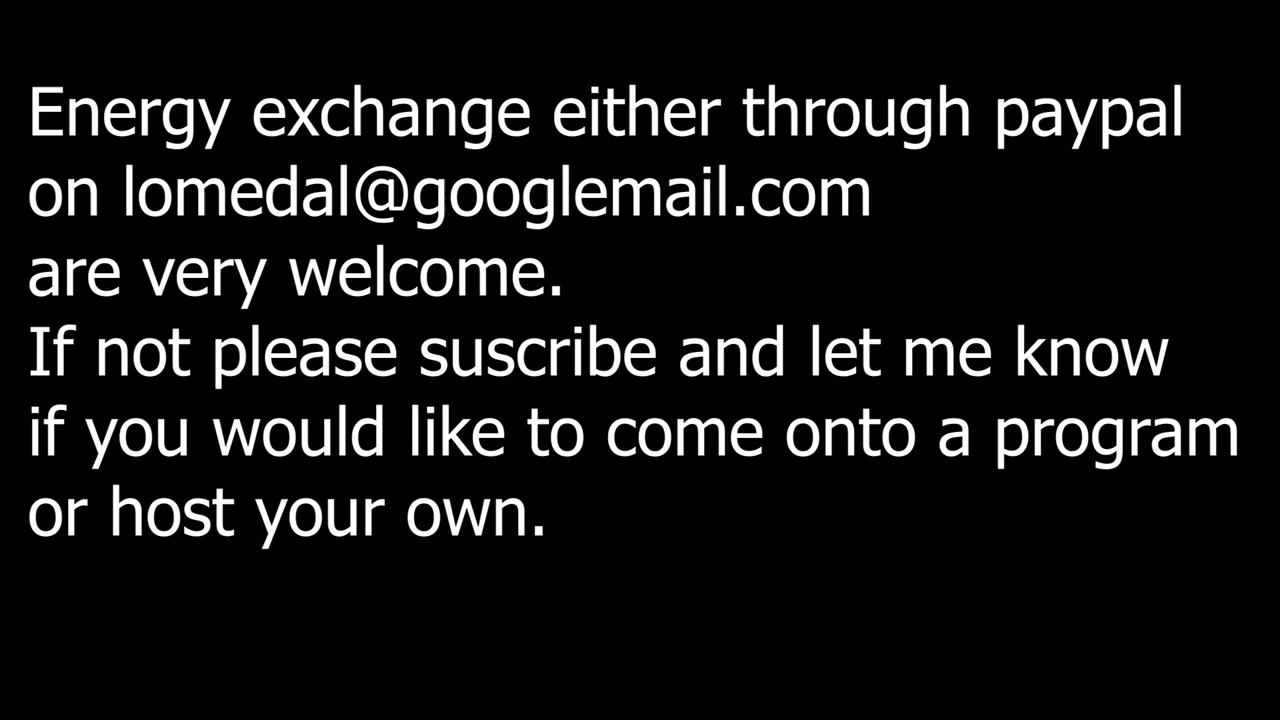 Energy exchange either through paypal
on lomedal@googlemail.com
are very welcome.
If not please suscribe and let me know
if you would like to come onto a program
or host your own.